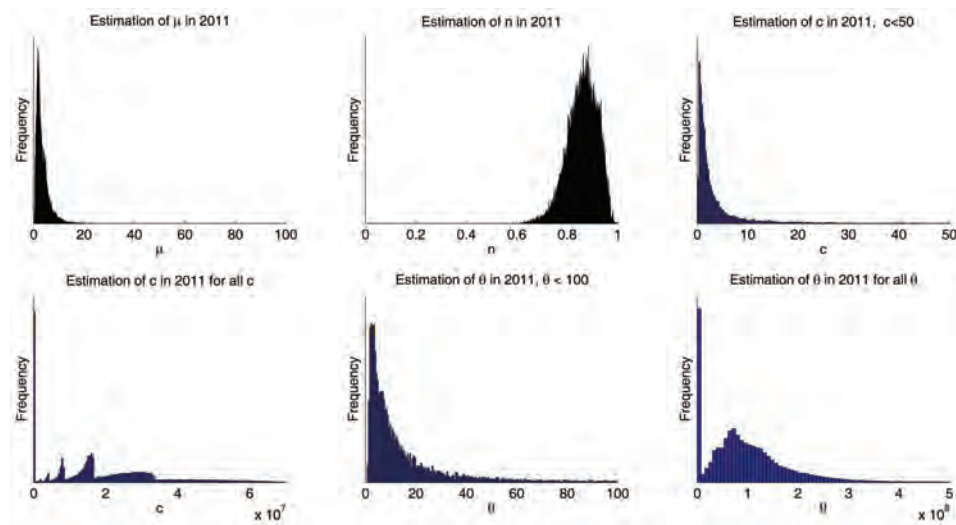 Estimation of μ in 2011
Frequency
0 20 40 60 80 100
μ
Estimation of n in 2011
Frequency
0 0.2 0.4 0.6 0.8 1
n
Estimation of c in 2011, c<50
Frequency
0 10 20 30 40 50
c
Estimation of c in 2011 for all c
Frequency
0 2 4 6
c
x 10⁷
Estimation of θ in 2011, θ < 100
Frequency
0 20 40 60 80 100
θ
Estimation of θ in 2011 for all θ
Frequency
0 1 2 3 4 5
θ
x 10⁸